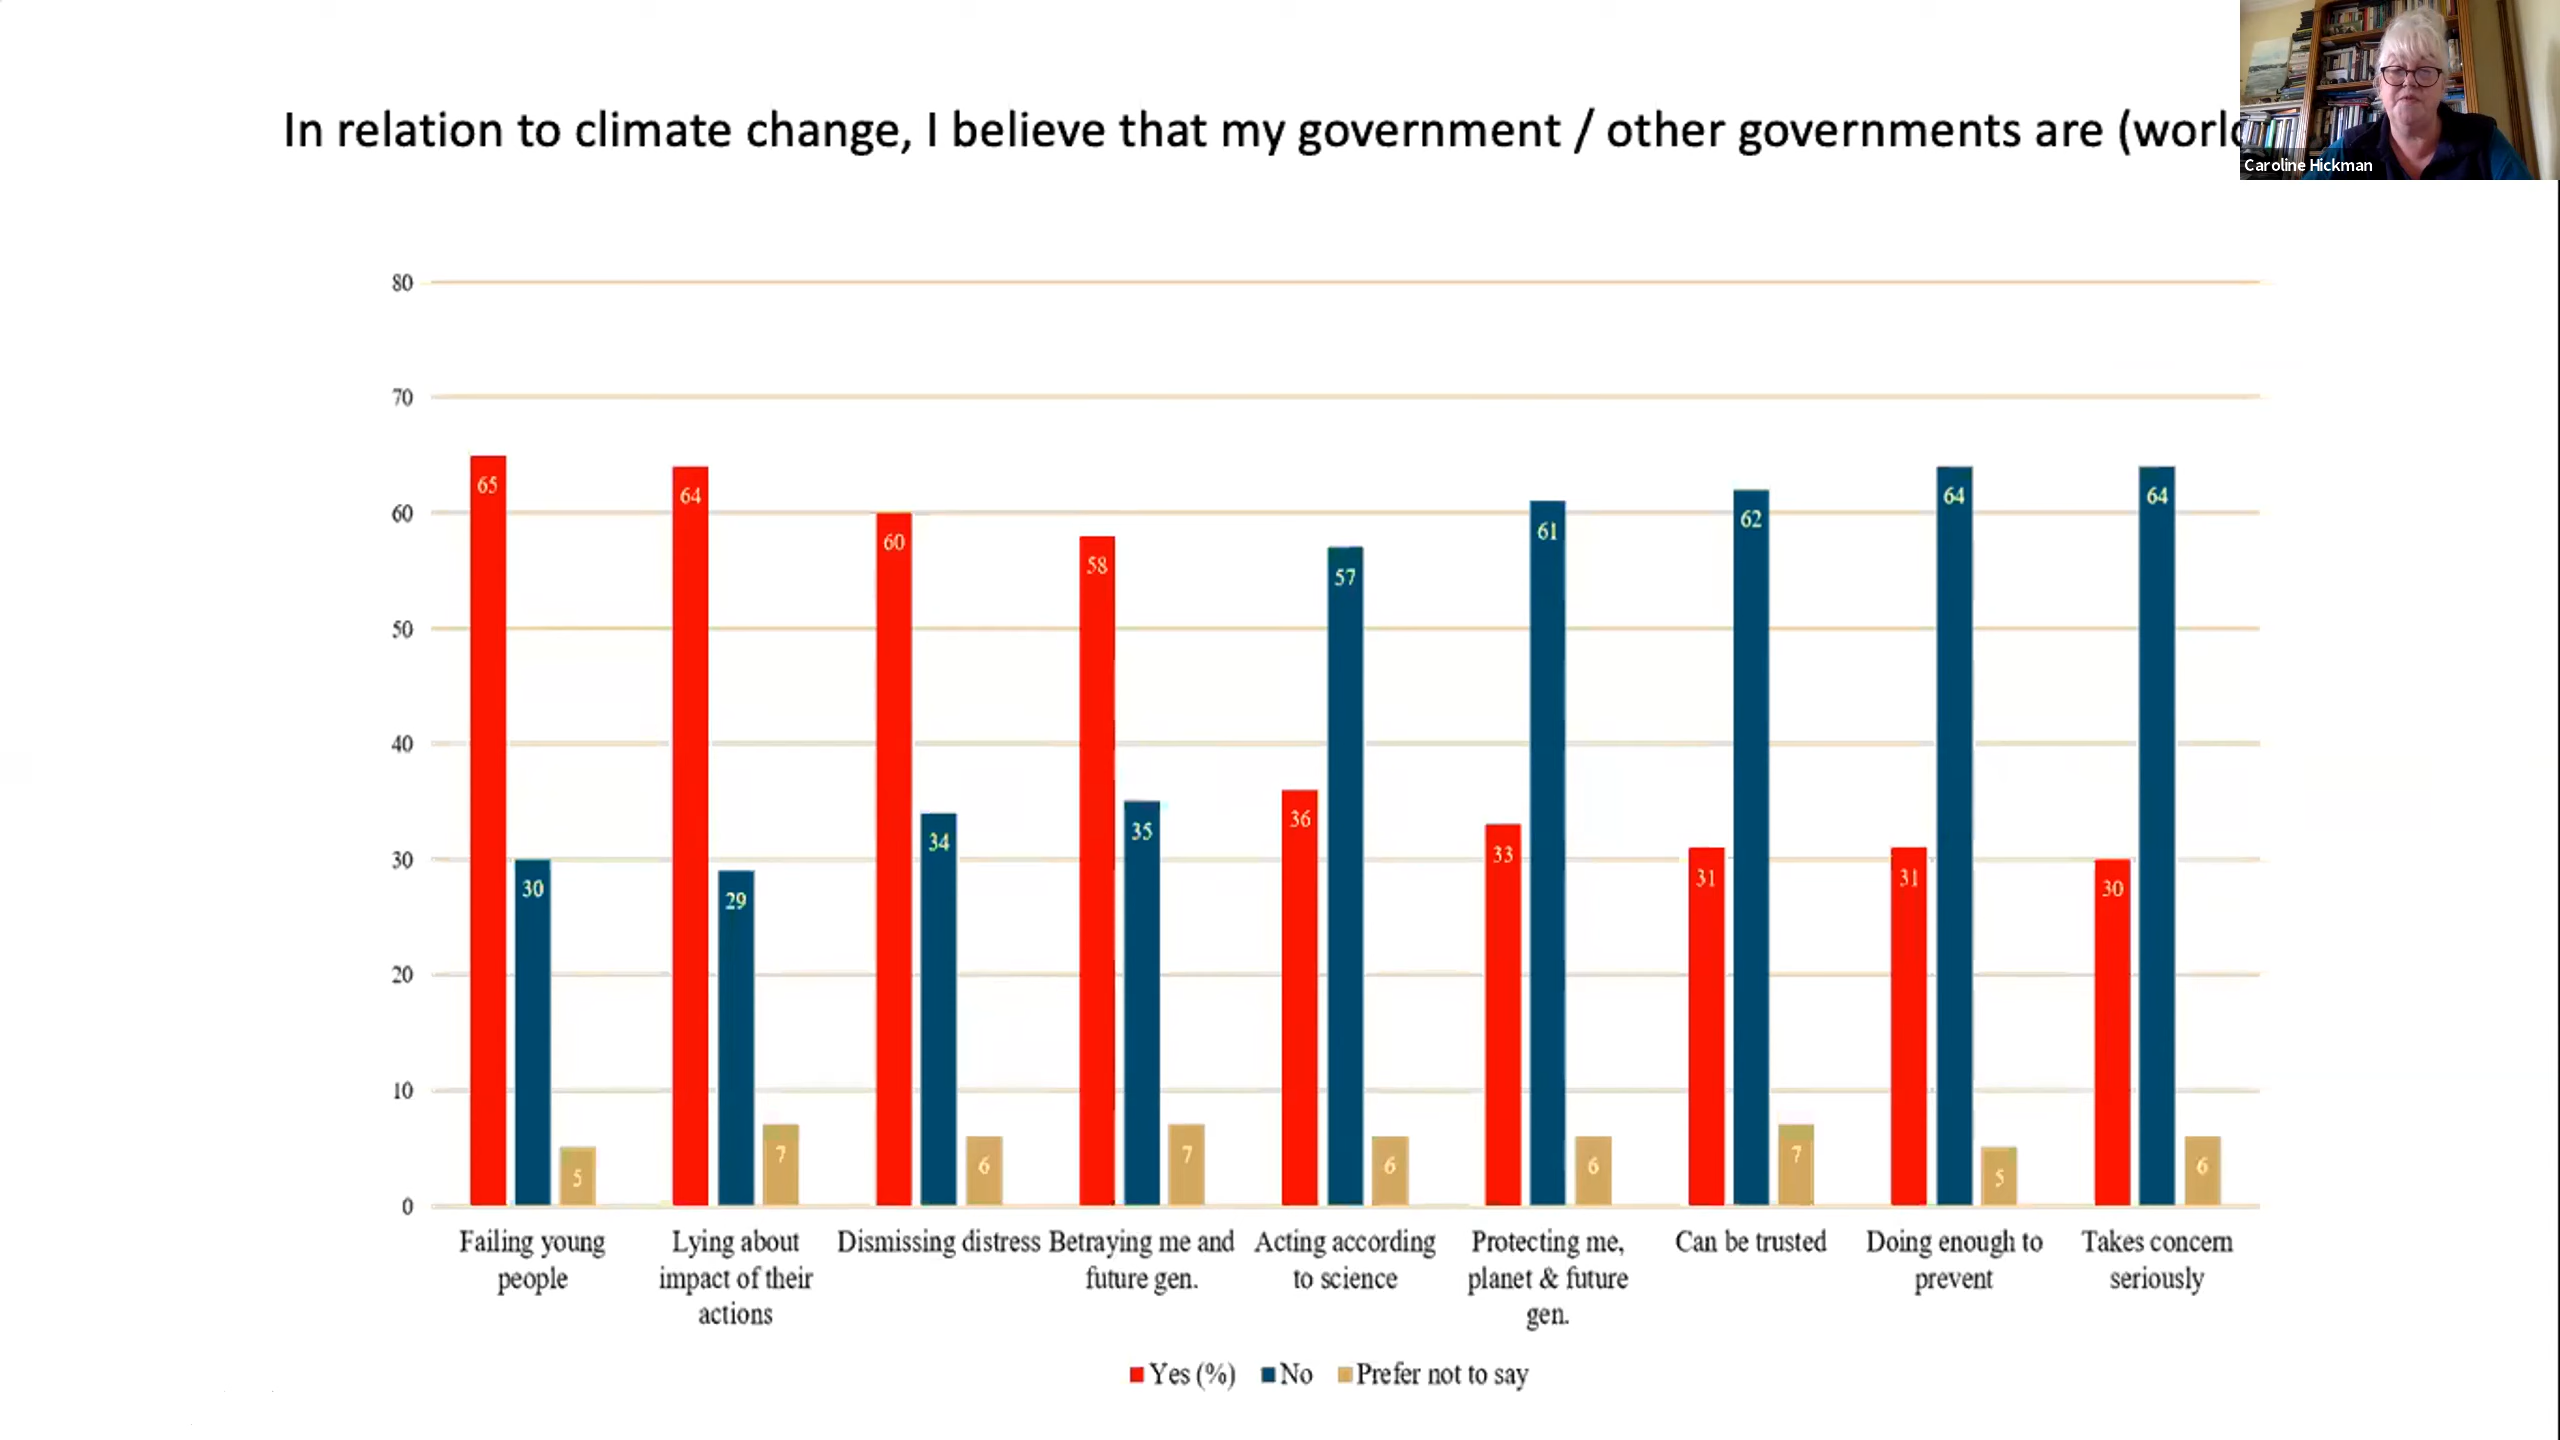 In relation to climate change, I believe that my government / other governments are (world
Caroline Hickman
80
70
60
50
40
30
20
10
0
65
30
5
64
29
7
60
34
6
58
35
7
36
57
6
33
61
6
31
62
7
31
64
5
30
64
6
Failing young
people
Lying about
impact of their
actions
Dismissing distress
Betraying me and
future gen.
Acting according
to science
Protecting me,
planet & future
gen.
Can be trusted
Doing enough to
prevent
Takes concern
seriously
Yes (%) No Prefer not to say